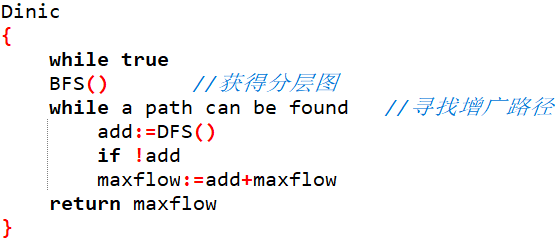 Dinic
{
while true
BFS() //获得分层图
while a path can be found //寻找增广路径
add:=DFS()
if !add
maxflow:=add+maxflow
return maxflow
}